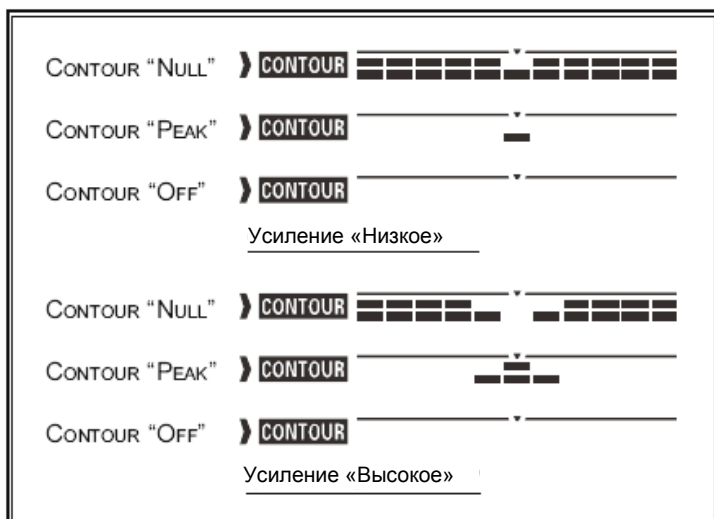 CONTOUR “NULL” ❫ CONTOUR
CONTOUR “PEAK” ❫ CONTOUR
CONTOUR “OFF” ❫ CONTOUR
Усиление «Низкое»
CONTOUR “NULL” ❫ CONTOUR
CONTOUR “PEAK” ❫ CONTOUR
CONTOUR “OFF” ❫ CONTOUR
Усиление «Высокое»